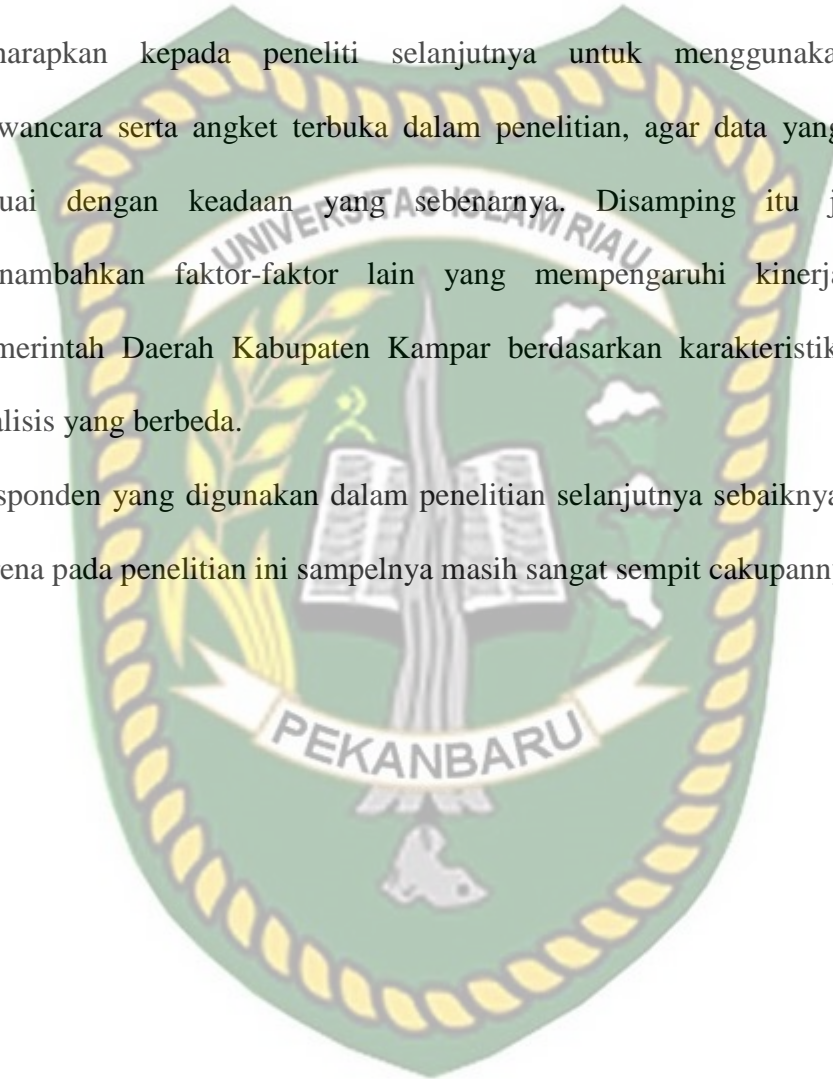 harapkan kepada peneliti selanjutnya untuk menggunaka
wancara serta angket terbuka dalam penelitian, agar data yang
uai dengan keadaan yang sebenarnya. Disamping itu j
UNIVERSITAS ISLAM RIAU
nambahkan faktor-faktor lain yang mempengaruhi kinerja
merintah Daerah Kabupaten Kampar berdasarkan karakteristik
alisis yang berbeda.
sponden yang digunakan dalam penelitian selanjutnya sebaiknya
rena pada penelitian ini sampelnya masih sangat sempit cakupann
PEKANBARU